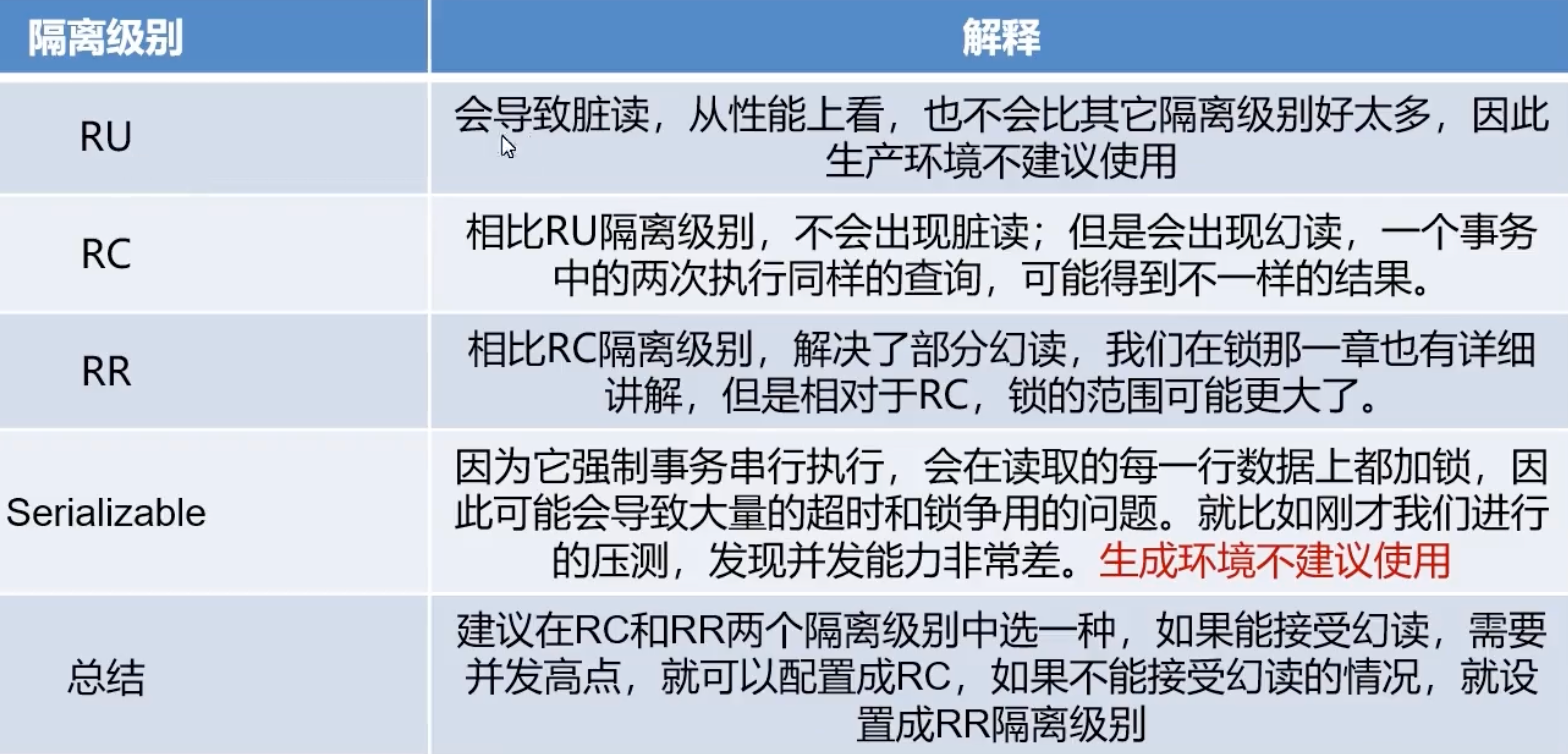 隔离级别
解释
RU
会导致脏读，从性能上看，也不会比其它隔离级别好太多，因此
生产环境不建议使用
RC
相比RU隔离级别，不会出现脏读；但是会出现幻读，一个事务
中的两次执行同样的查询，可能得到不一样的结果。
RR
相比RC隔离级别，解决了部分幻读，我们在锁那一章也有详细
讲解，但是相对于RC，锁的范围可能更大了。
Serializable
因为它强制事务串行执行，会在读取的每一行数据上都加锁，因
此可能会导致大量的超时和锁争用的问题。就比如刚才我们进行
的压测，发现并发能力非常差。生成环境不建议使用
总结
建议在RC和RR两个隔离级别中选一种，如果能接受幻读，需要
并发高点，就可以配置成RC，如果不能接受幻读的情况，就设
置成RR隔离级别